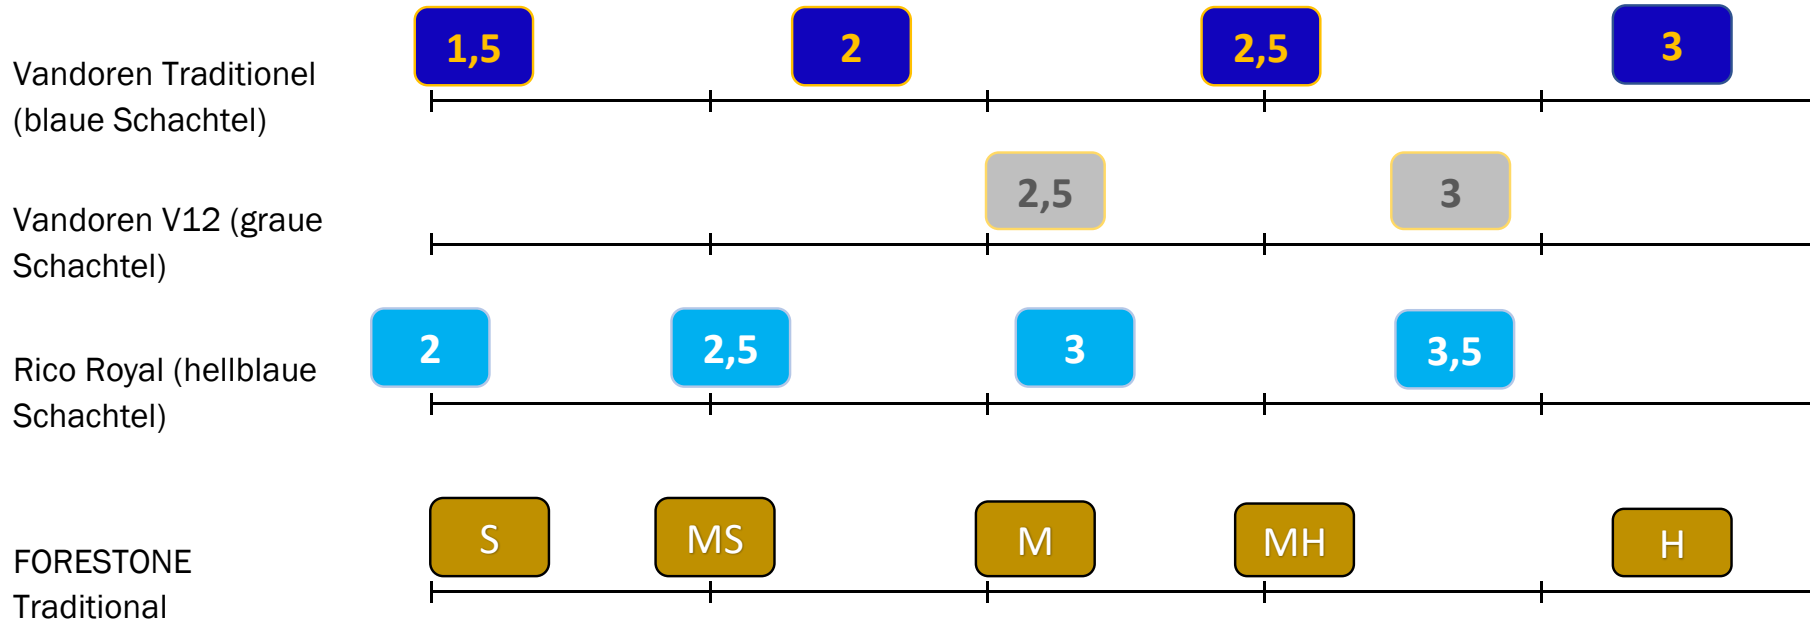 Vandoren Traditionel
(blaue Schachtel)
1,5 2 2,5 3
Vandoren V12 (graue
Schachtel)
2,5 3
Rico Royal (hellblaue
Schachtel)
2 2,5 3 3,5
FORESTONE
Traditional
S MS M MH H